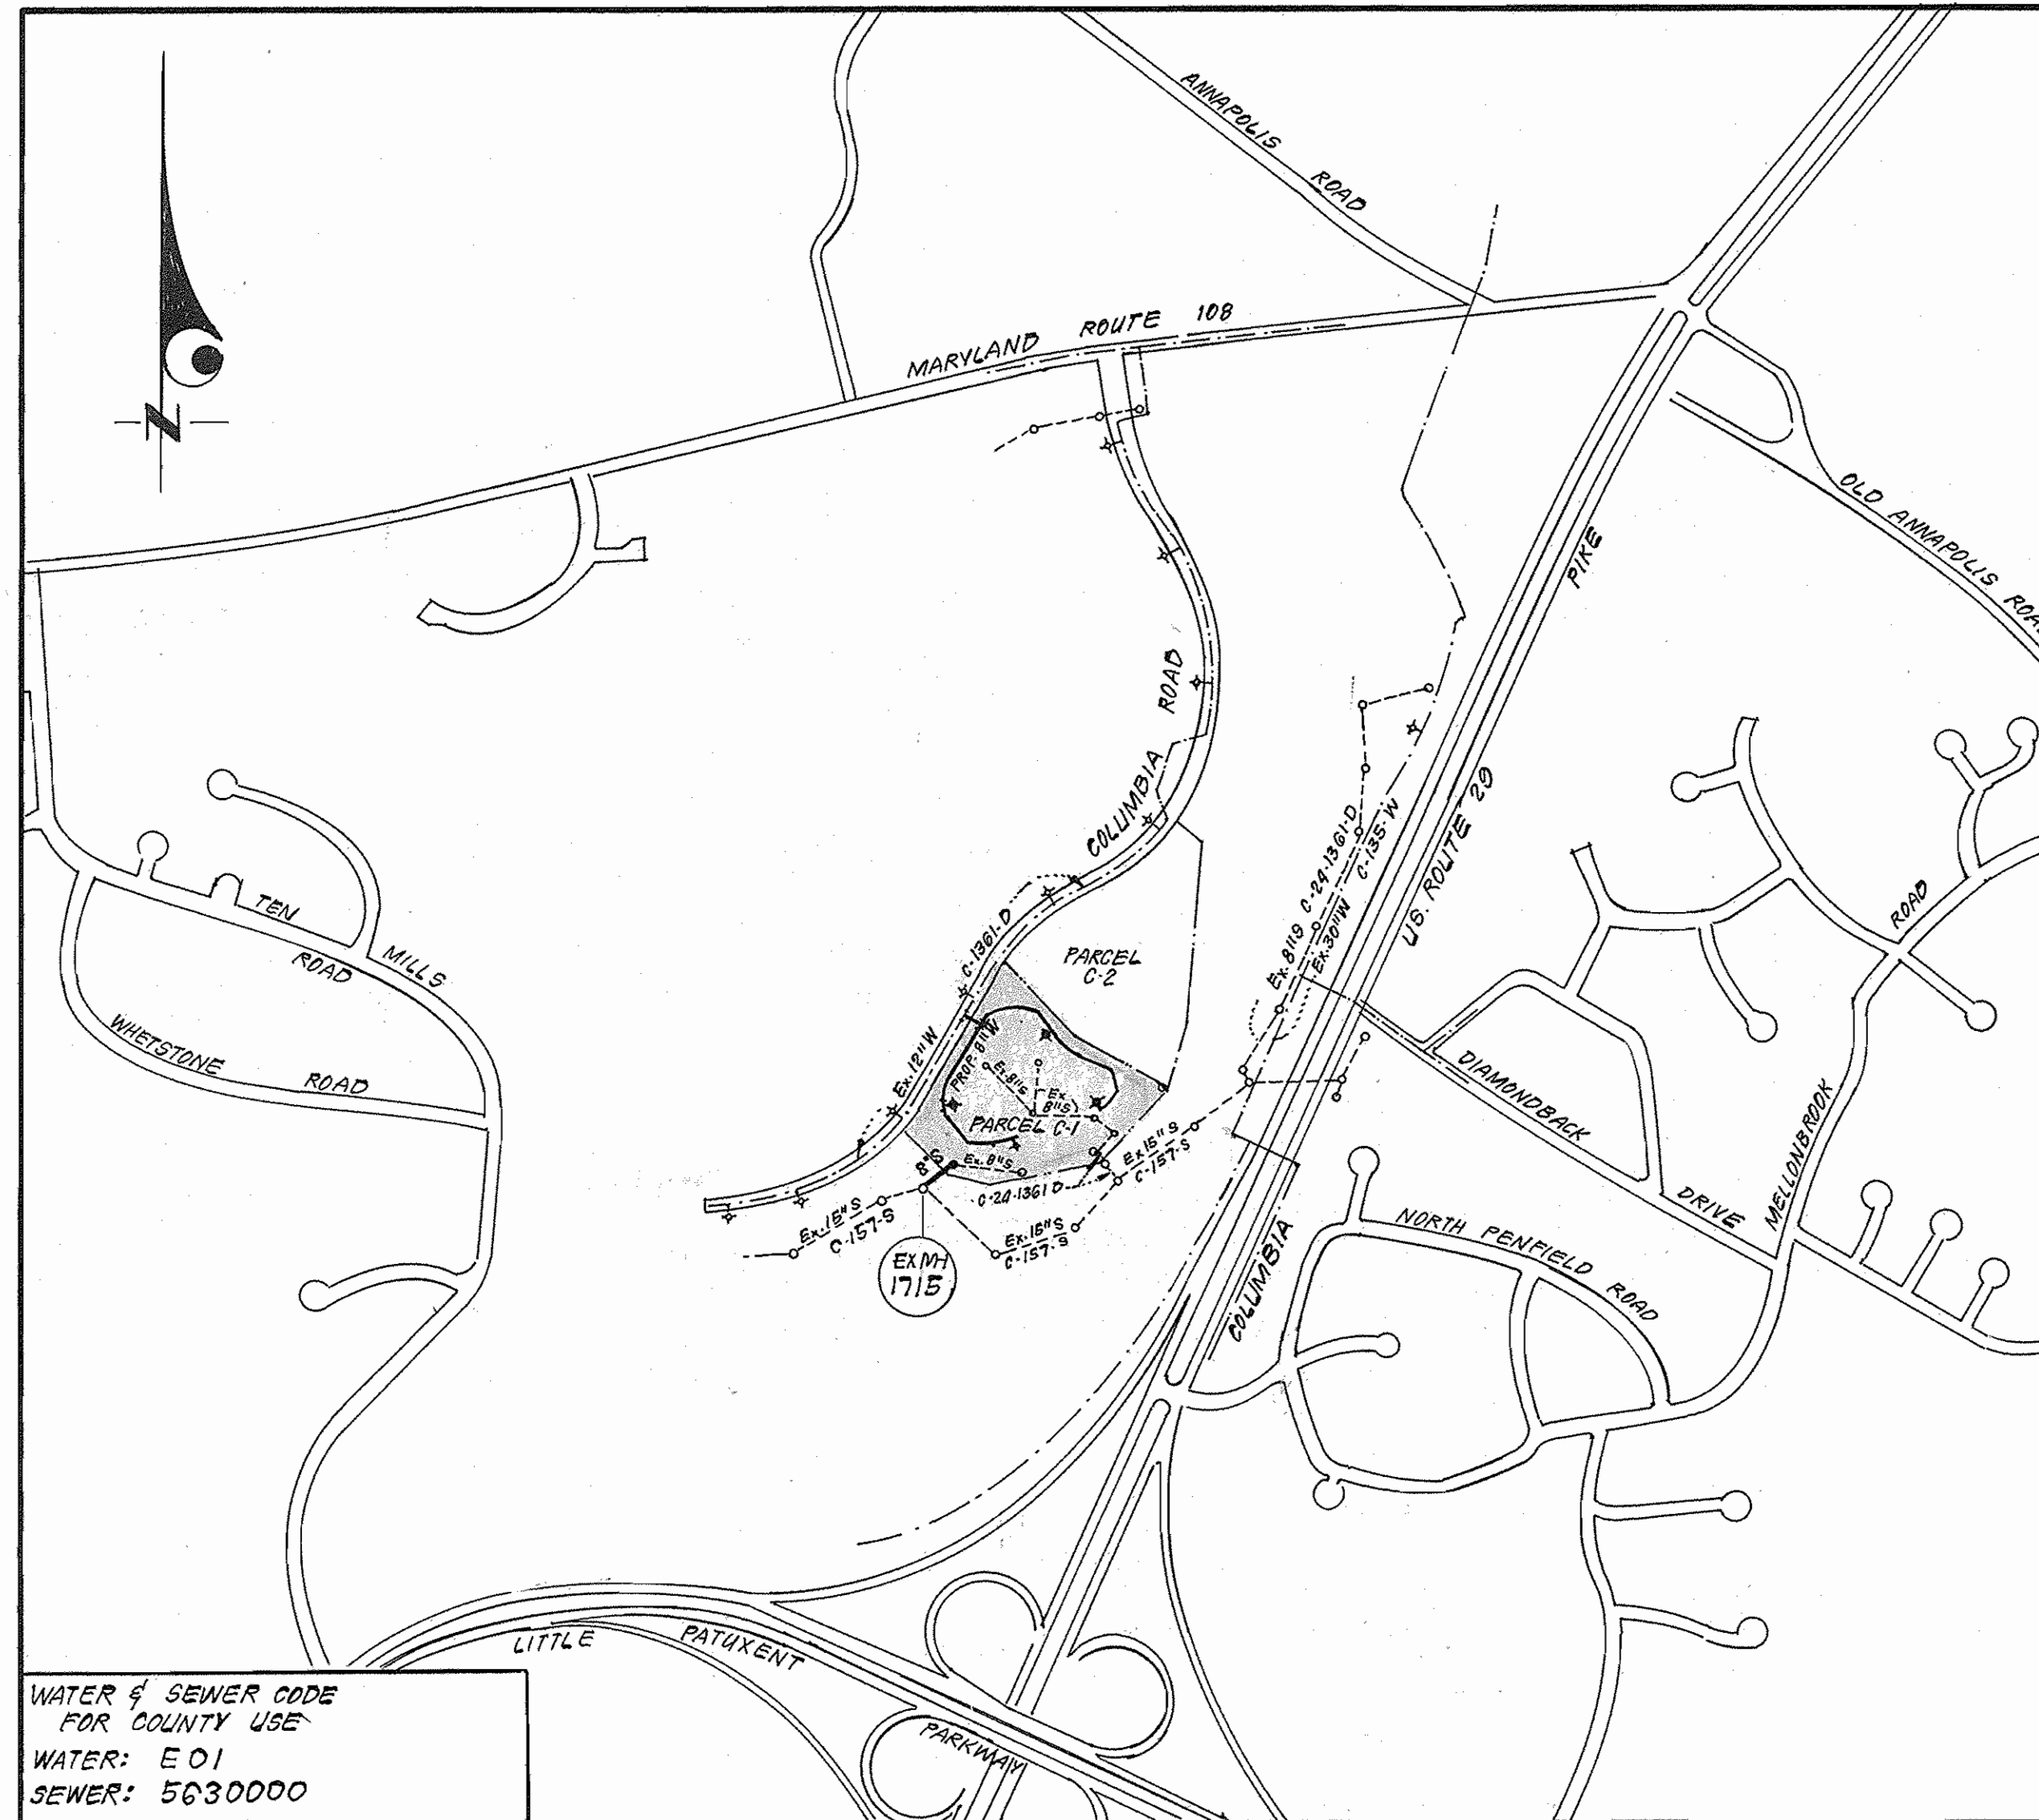 ANNAPOLIS ROAD
MARYLAND ROUTE 108
N
OLD ANNAPOLIS ROAD
PIKE
COLUMBIA ROAD
US. ROUTE 29
Ex. 8"S C-24-1361-D
Ex. 30" W C-135-W
C-1361-D
Ex. 12" W
PARCEL
C-2
PROP. 8" W
Ex. 8"S
Ex.
8"S
PARCEL C-1
8"S
Ex. 8"S
C-24-1361 D
Ex 15" S
C-157-S
Ex. 15" S
C-157-S
Ex. 15" S
C-157-S
EX MH
1715
TEN MILLS
ROAD
WHETSTONE ROAD
ROAD
DIAMONDBACK DRIVE
MELLONBROOK
NORTH PENFIELD ROAD
COLUMBIA
LITTLE PATUXENT
PARKWAY
WATER & SEWER CODE
FOR COUNTY USE
WATER: E01
SEWER: 5630000